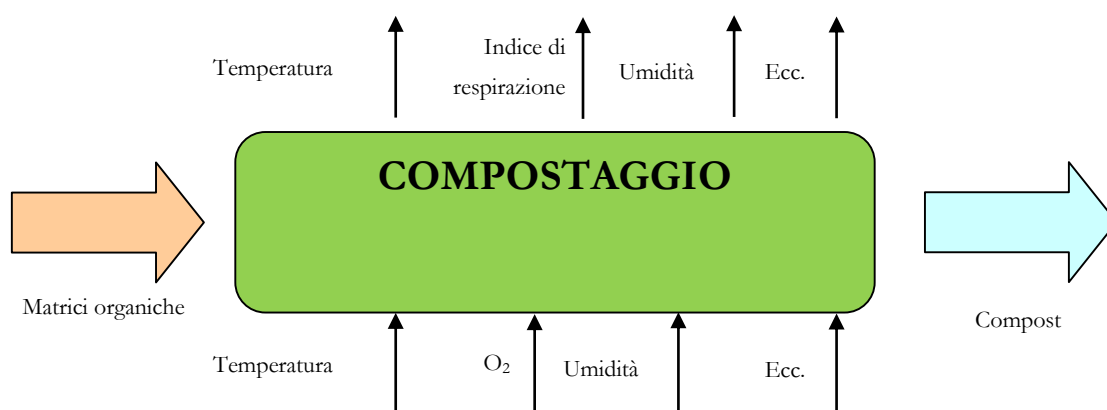 Temperatura
Indice di
respirazione
Umidità
Ecc.
COMPOSTAGGIO
Matrici organiche
Compost
Temperatura
O₂
Umidità
Ecc.